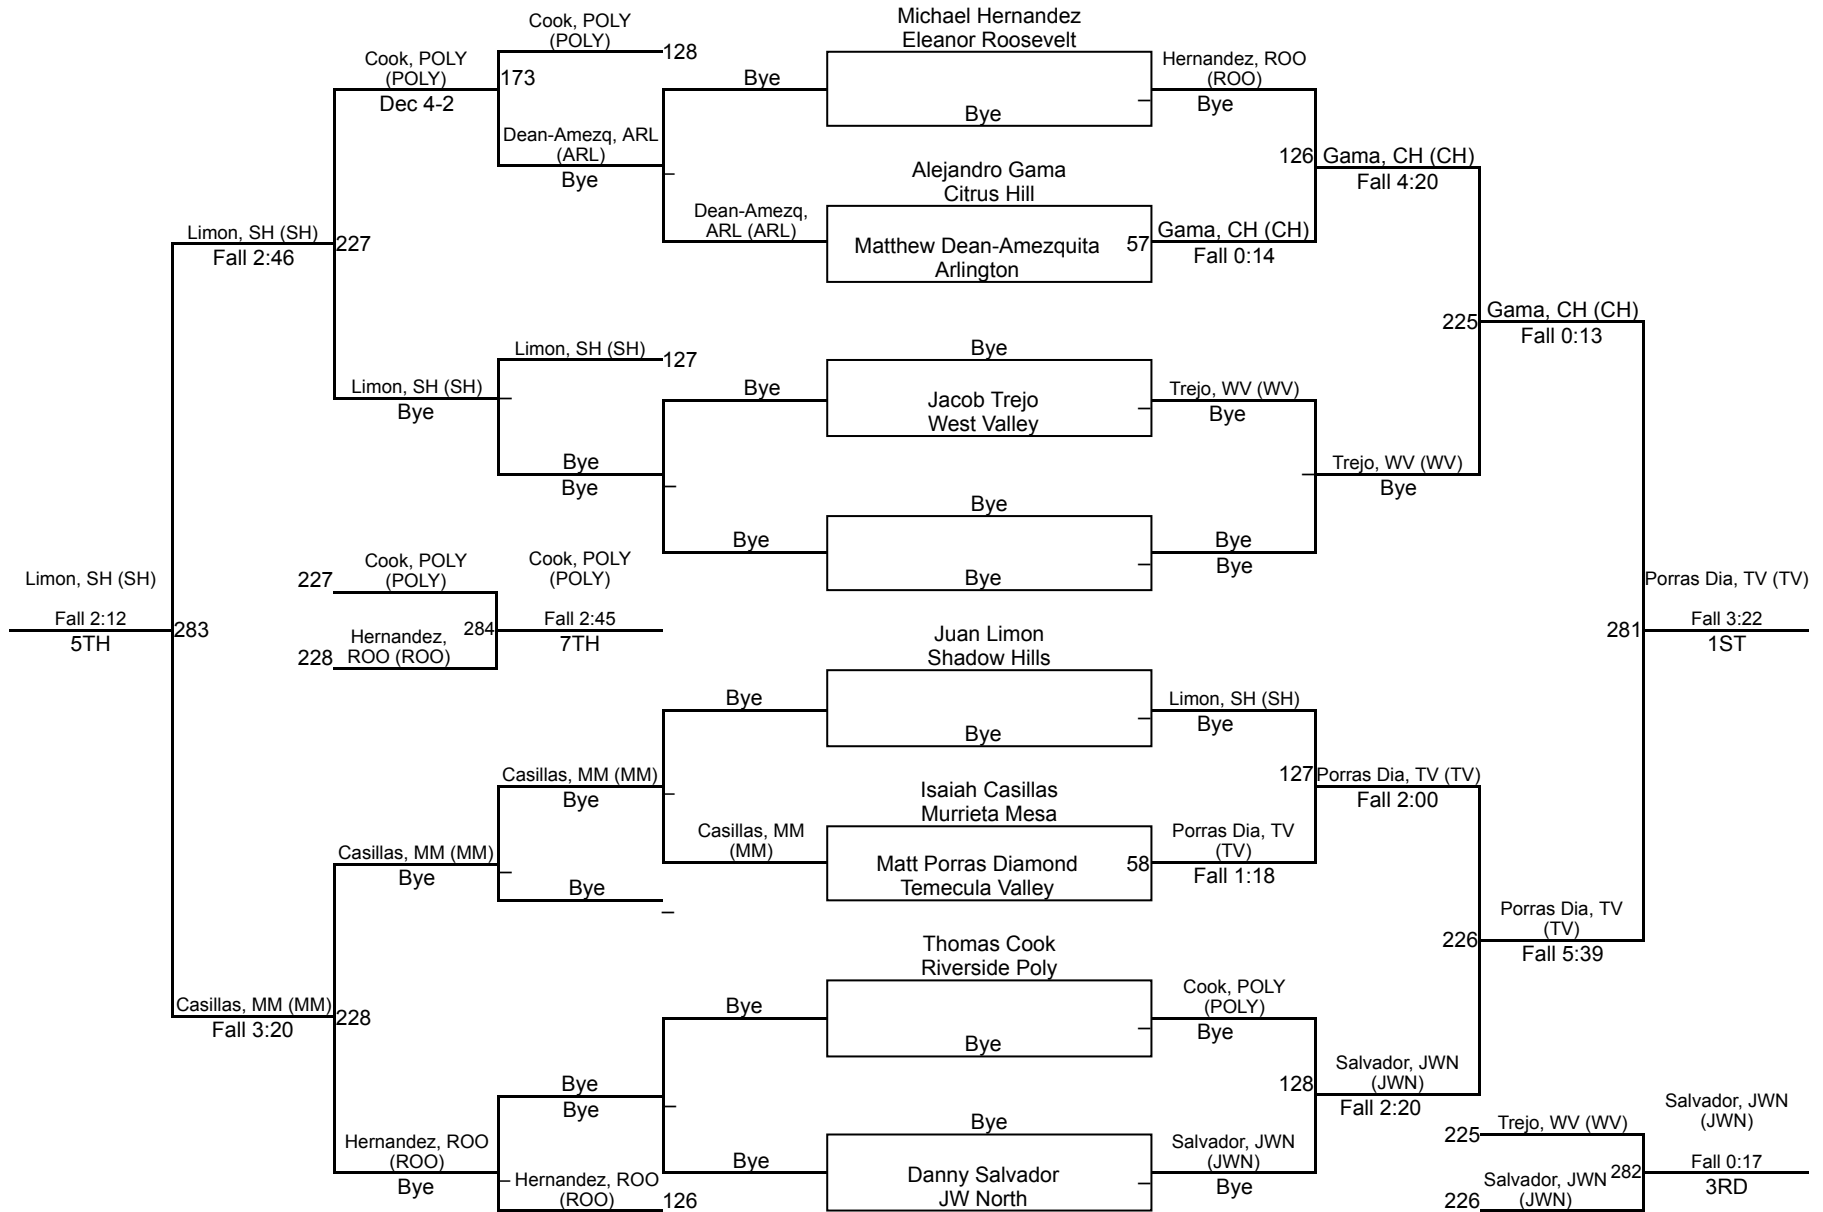 Cook, POLY
(POLY)
128
Cook, POLY
(POLY)
173
Dec 4-2
Dean-Amezq, ARL
(ARL)
Bye
Bye
Dean-Amezq,
ARL (ARL)
Limon, SH (SH)
227
Fall 2:46
Limon, SH (SH)
127
Limon, SH (SH)
Bye
Bye
Bye
Bye
Bye
Limon, SH (SH)
Fall 2:12
5TH
283
227
Cook, POLY
(POLY)
228
Hernandez,
ROO (ROO)
284
Cook, POLY
(POLY)
Fall 2:45
7TH
Bye
Casillas, MM (MM)
Bye
Casillas, MM
(MM)
Casillas, MM (MM)
Bye
Bye
Casillas, MM (MM)
228
Fall 3:20
Bye
Bye
Bye
Bye
Hernandez, ROO
(ROO)
Bye
Hernandez, ROO
(ROO)
126
Michael Hernandez
Eleanor Roosevelt
Bye
Alejandro Gama
Citrus Hill
Matthew Dean-Amezquita
Arlington
57
Bye
Jacob Trejo
West Valley
Bye
Bye
Juan Limon
Shadow Hills
Bye
Isaiah Casillas
Murrieta Mesa
Matt Porras Diamond
Temecula Valley
58
Thomas Cook
Riverside Poly
Bye
Bye
Danny Salvador
JW North
Hernandez, ROO
(ROO)
Bye
126
Gama, CH (CH)
Fall 4:20
Gama, CH (CH)
Fall 0:14
225
Gama, CH (CH)
Fall 0:13
Trejo, WV (WV)
Bye
Trejo, WV (WV)
Bye
Bye
Bye
281
Porras Dia, TV (TV)
Fall 3:22
1ST
Limon, SH (SH)
Bye
127
Porras Dia, TV (TV)
Fall 2:00
Porras Dia, TV
(TV)
Fall 1:18
226
Porras Dia, TV
(TV)
Fall 5:39
Cook, POLY
(POLY)
Bye
128
Salvador, JWN
(JWN)
Fall 2:20
Salvador, JWN
(JWN)
Bye
225
Trejo, WV (WV)
226
Salvador, JWN
(JWN)
282
Salvador, JWN
(JWN)
Fall 0:17
3RD